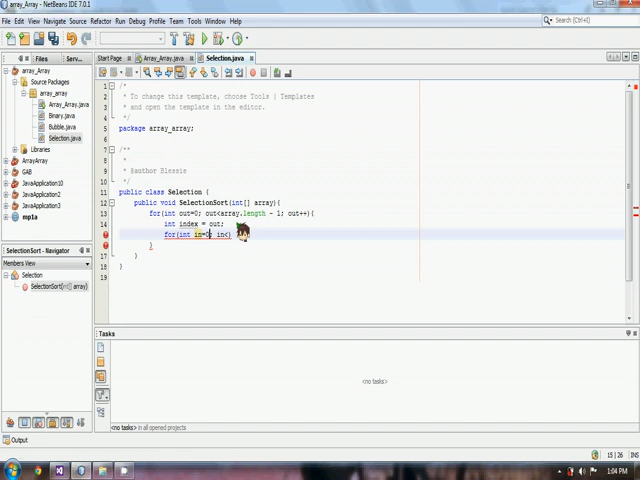 array_Array - NetBeans IDE 7.0.1
File Edit View Navigate Source Refactor Run Debug Profile Team Tools Window Help
Search (Ctrl+I)
Files Serv...
Start Page Array_Array.java Selection.java
array_Array
Source Packages
array_array
Array_Array.java
Binary.java
Bubble.java
Selection.java
Libraries
ArrayArray
GAB
JavaApplication10
JavaApplication2
JavaApplication3
mp1a
1 /*
2 * To change this template, choose Tools | Templates
3 * and open the template in the editor.
4 */
5 package array_array;
6
7 /**
8 *
9 * @author Blessie
10 */
11 public class Selection {
12 public void SelectionSort(int[] array){
13 for(int out=0; out<array.length - 1; out++){
14 int index = out;
for(int in=0; in<)
}
17 }
18 }
19
SelectionSort - Navigator
Members View
Selection
SelectionSort(int[] array)
Tasks
<no tasks>
<no tasks> in all opened projects
Output
15 | 26 INS
1:04 PM